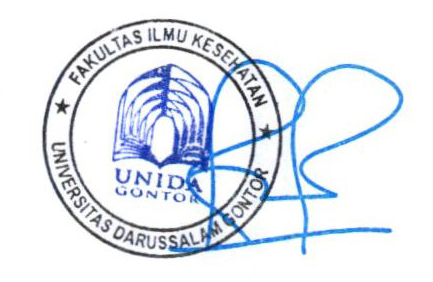 FAKULTAS ILMU KESEHATAN
UNIDA
GONTOR
UNIVERSITAS DARUSSALAM GONTOR